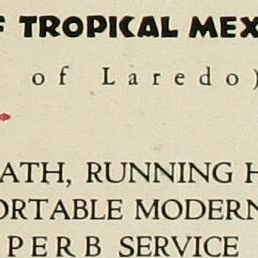 F TROPICAL MEX
of Laredo)
ATH, RUNNING H
ORTABLE MODERN
PERB SERVICE